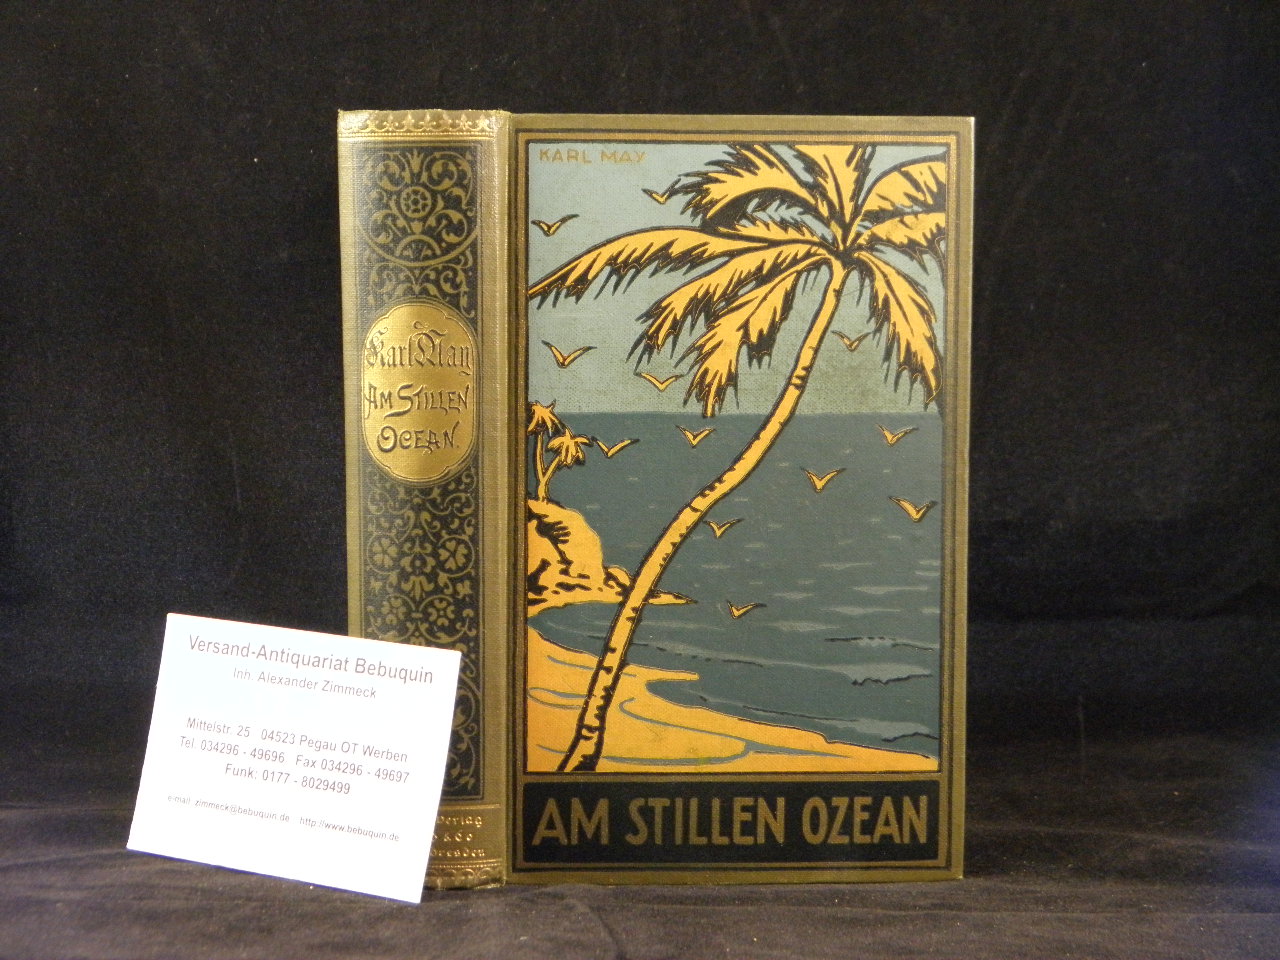 KARL MAY
AM STILLEN OZEAN
Karl May
AM STILLEN
OCEAN.
Verlag
& Co
Dresden
Versand-Antiquariat Bebuquin
Inh. Alexander Zimmeck
Mittelstr. 25 04523 Pegau OT Werben
Tel. 034296 - 49696 Fax 034296 - 49697
Funk: 0177 - 8029499
e-mail: zimmeck@bebuquin.de http://www.bebuquin.de